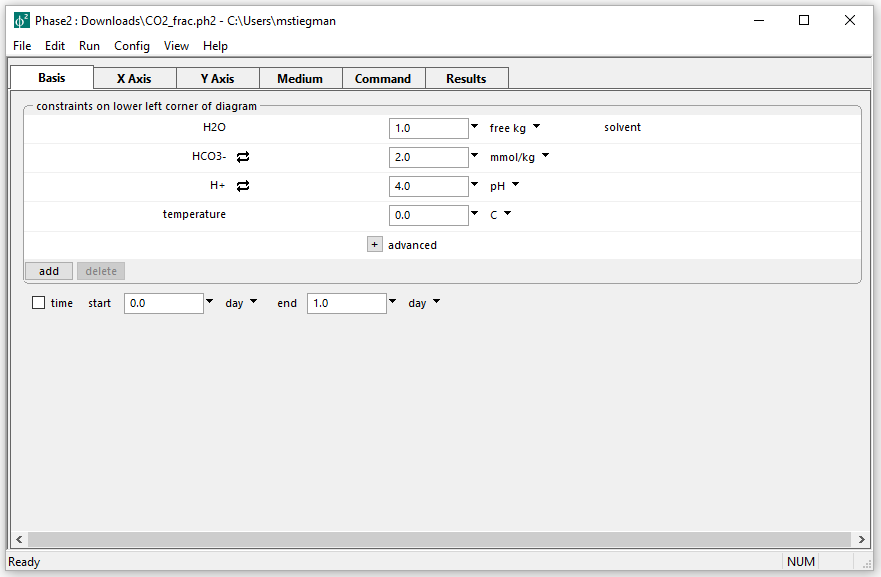 Phase2 : Downloads\CO2_frac.ph2 - C:\Users\mstiegman
File Edit Run Config View Help
Basis X Axis Y Axis Medium Command Results
constraints on lower left corner of diagram
H2O 1.0 free kg solvent
HCO3- 2.0 mmol/kg
H+ 4.0 pH
temperature 0.0 C
+ advanced
add delete
time start 0.0 day end 1.0 day
Ready NUM